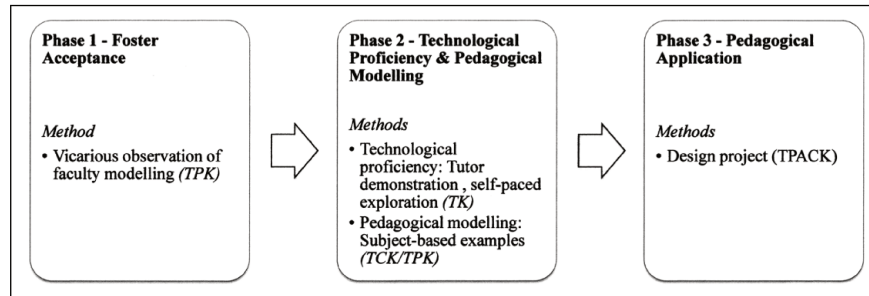 Phase 1 - Foster
Acceptance
Method
• Vicarious observation of
faculty modelling (TPK)
Phase 2 - Technological
Proficiency & Pedagogical
Modelling
Methods
• Technological
proficiency: Tutor
demonstration , self-paced
exploration (TK)
• Pedagogical modelling:
Subject-based examples
(TCK/TPK)
Phase 3 - Pedagogical
Application
Methods
• Design project (TPACK)